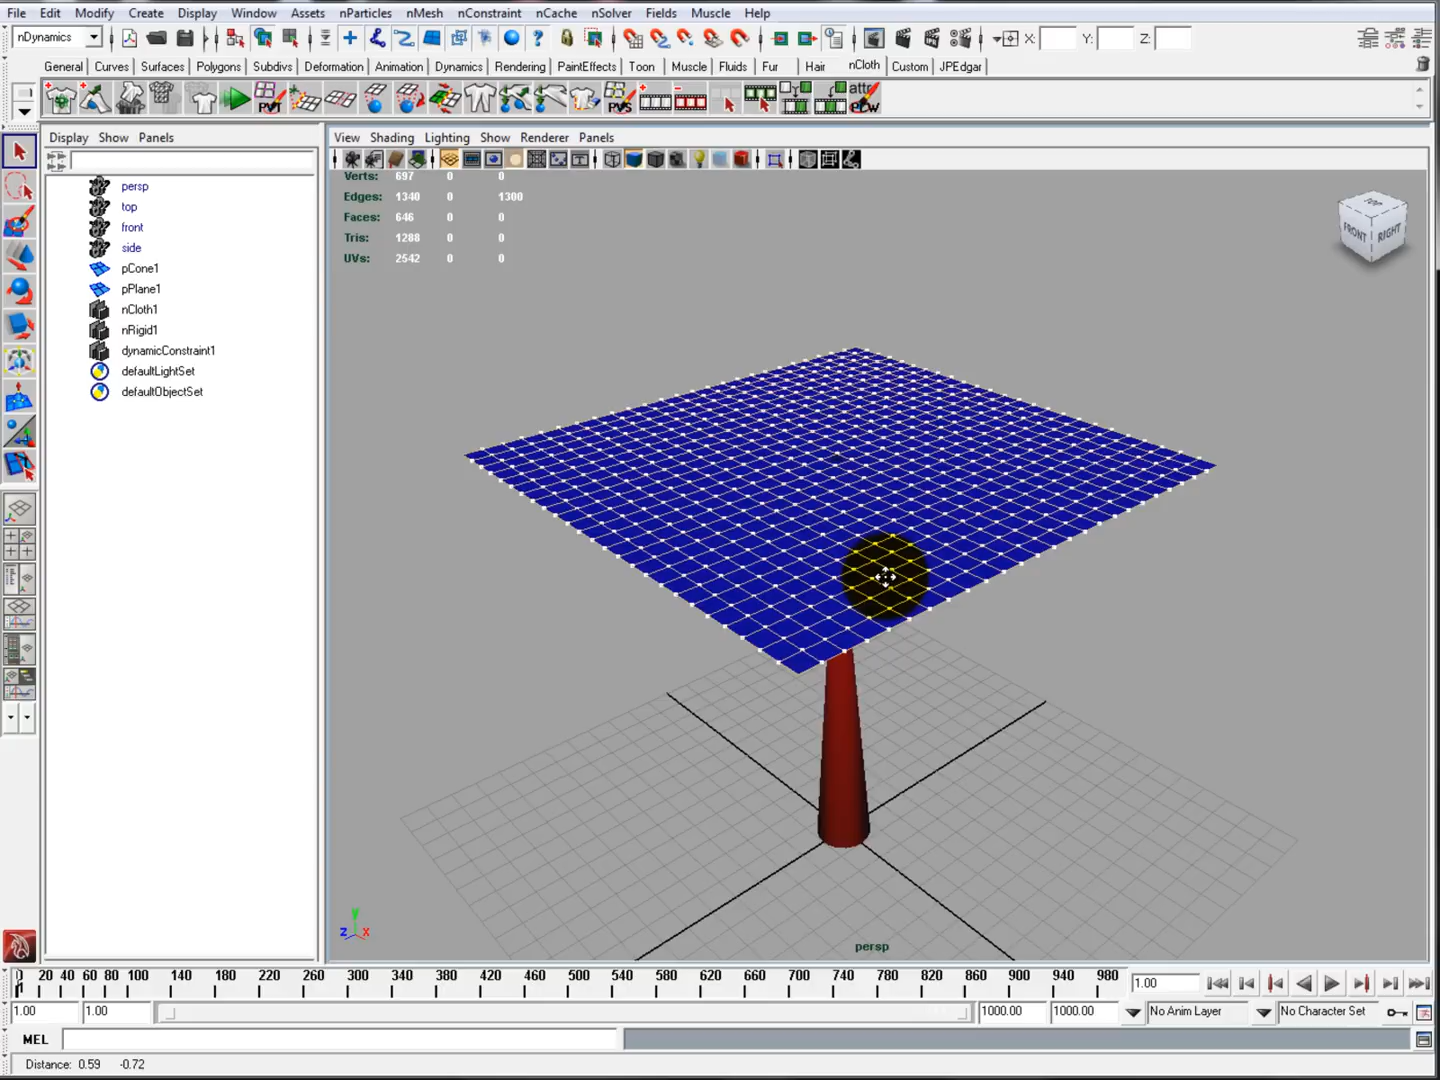 File Edit Modify Create Display Window Assets nParticles nMesh nConstraint nCache nSolver Fields Muscle Help
nDynamics X: Y: Z:
General Curves Surfaces Polygons Subdivs Deformation Animation Dynamics Rendering PaintEffects Toon Muscle Fluids Fur Hair nCloth Custom JPEdgar
PVI PVS attr PCW
Display Show Panels
View Shading Lighting Show Renderer Panels
persp
top
front
side
pCone1
pPlane1
nCloth1
nRigid1
dynamicConstraint1
defaultLightSet
defaultObjectSet
Verts: 697 0 0
Edges: 1340 0 1300
Faces: 646 0 0
Tris: 1288 0 0
UVs: 2542 0 0
TOP
FRONT RIGHT
Y
Z X
persp
0 20 40 60 80 100 140 180 220 260 300 340 380 420 460 500 540 580 620 660 700 740 780 820 860 900 940 980 1.00
1.00 1.00 1000.00 1000.00 No Anim Layer No Character Set
MEL
Distance: 0.59 -0.72